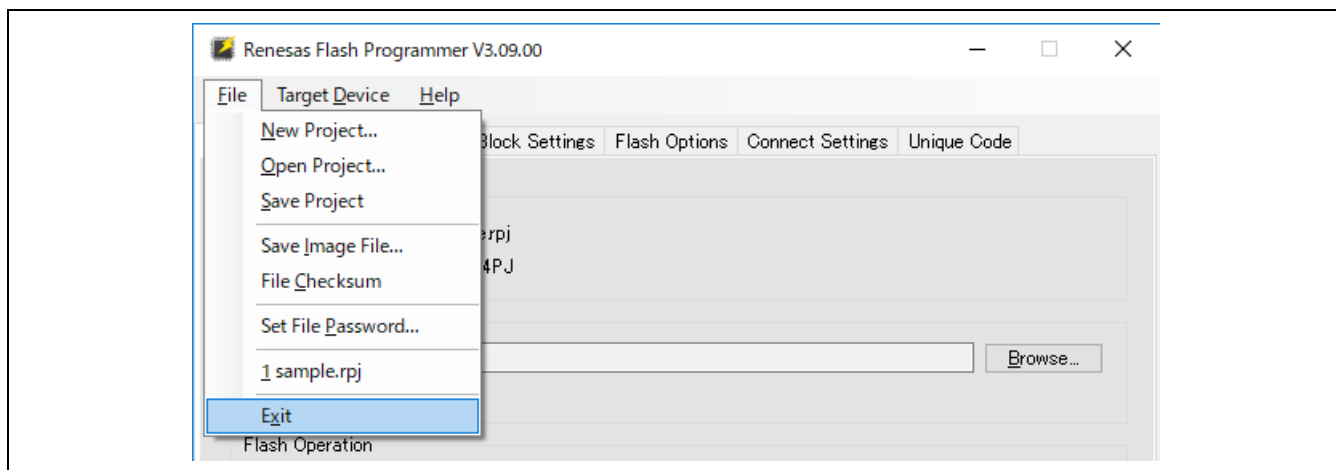 Renesas Flash Programmer V3.09.00
File Target Device Help
New Project...
Block Settings Flash Options Connect Settings Unique Code
Open Project...
Save Project
Save Image File...
File Checksum
Set File Password...
Browse...
1 sample.rpj
Exit
Flash Operation